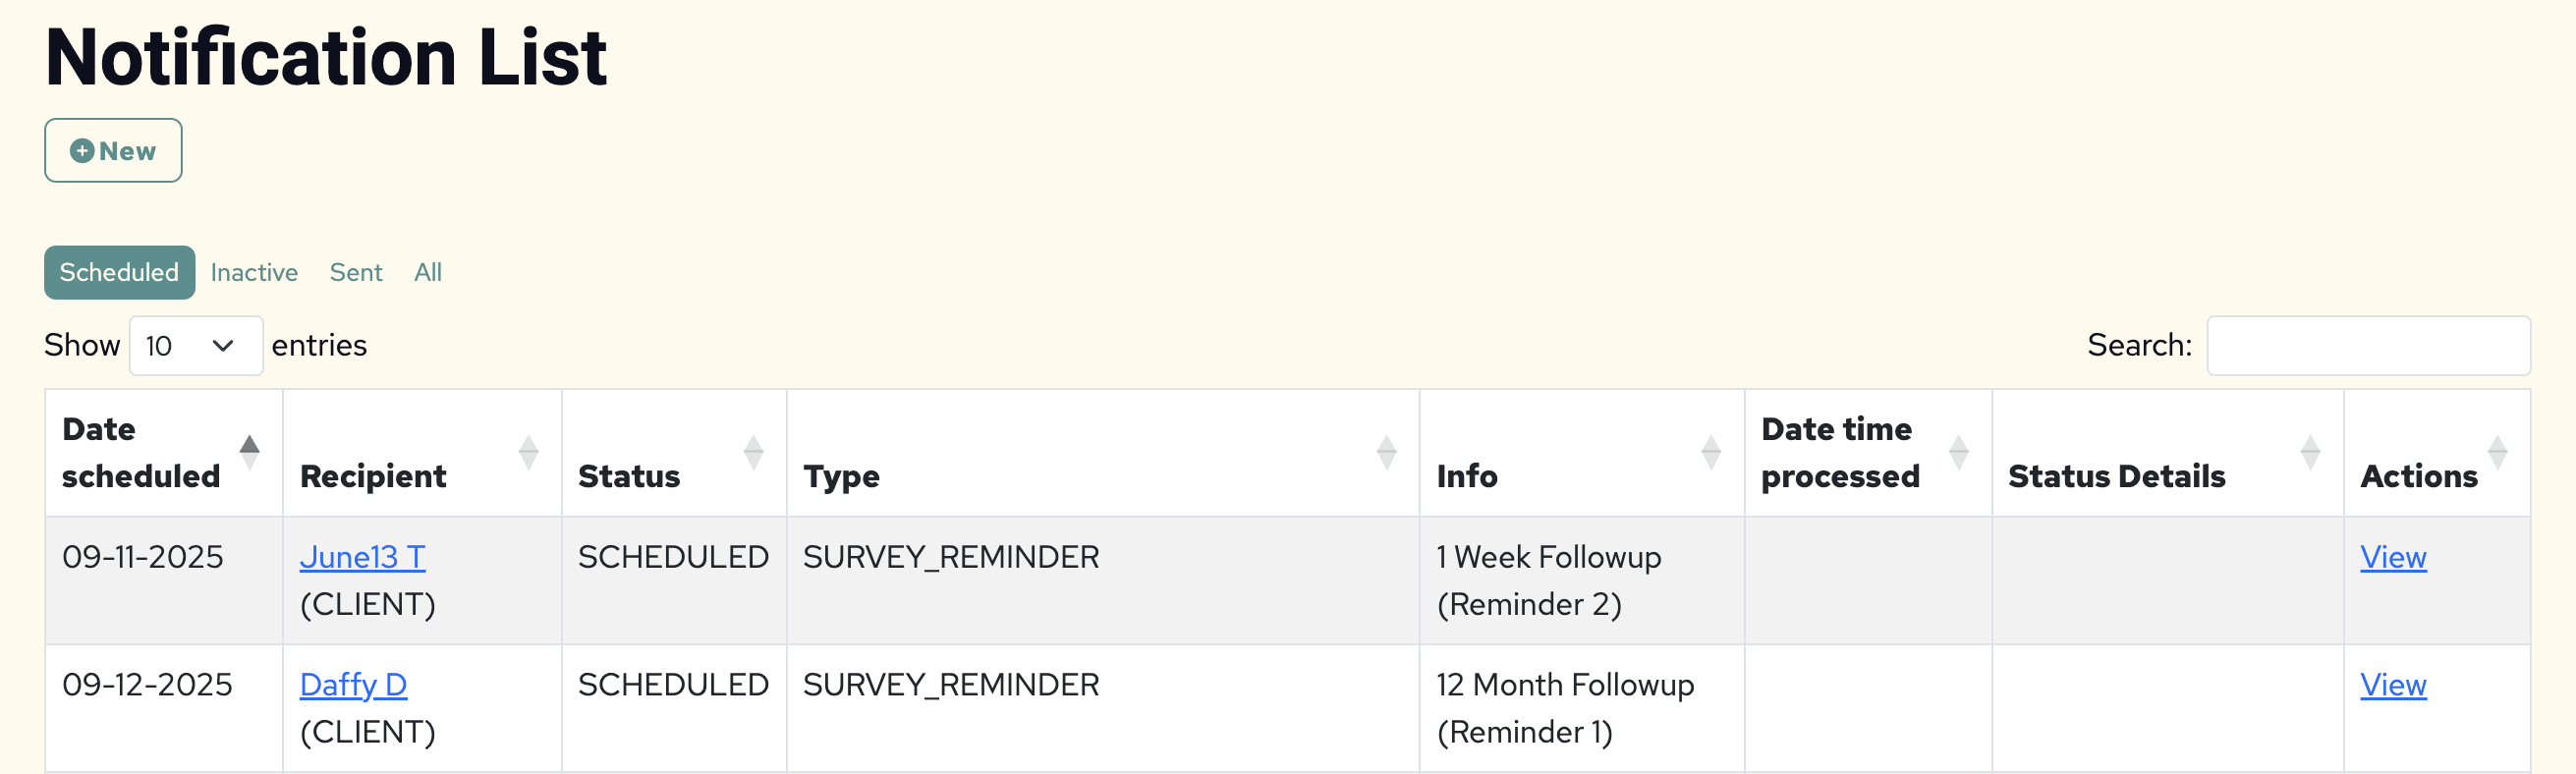 Notification List
New
Scheduled Inactive Sent All
Show 10 entries
Search:
Date scheduled Recipient Status Type Info Date time processed Status Details Actions
09-11-2025 June13 T SCHEDULED SURVEY_REMINDER 1 Week Followup View
(CLIENT) (Reminder 2)
09-12-2025 Daffy D SCHEDULED SURVEY_REMINDER 12 Month Followup View
(CLIENT) (Reminder 1)